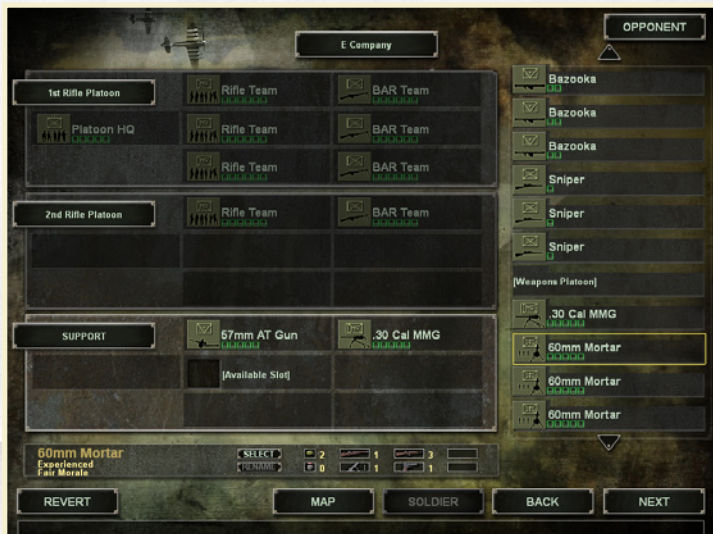 OPPONENT
E Company
1st Rifle Platoon
Rifle Team
BAR Team
Platoon HQ
Rifle Team
BAR Team
Rifle Team
BAR Team
2nd Rifle Platoon
Rifle Team
BAR Team
SUPPORT
57mm AT Gun
.30 Cal MMG
[Available Slot]
Bazooka
Bazooka
Bazooka
Sniper
Sniper
Sniper
[Weapons Platoon]
.30 Cal MMG
60mm Mortar
60mm Mortar
60mm Mortar
60mm Mortar
Experienced
Fair Morale
SELECT
RENAME
2 1 3
0 1 1
REVERT
MAP
SOLDIER
BACK
NEXT